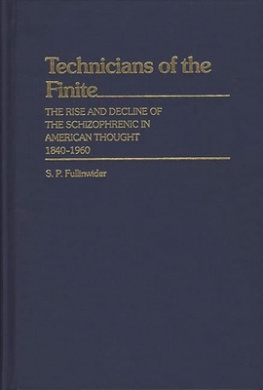 Technicians of the
Finite
THE RISE AND DECLINE OF
THE SCHIZOPHRENIC IN
AMERICAN THOUGHT
1840-1960
S. P. Fullinwider